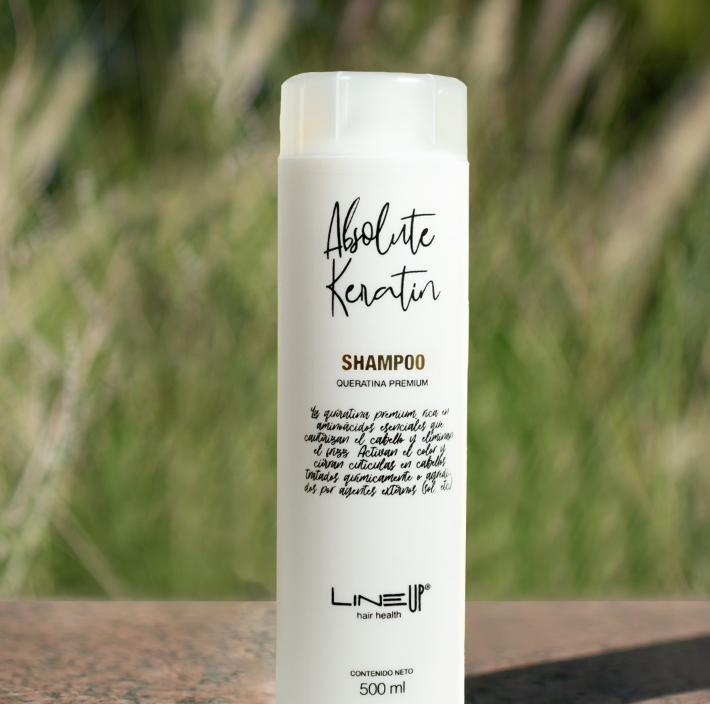 Absolute
Keratin
SHAMPOO
QUERATINA PREMIUM
La queratina premium, rica en
aminoácidos esenciales que
cauterizan el cabello y eliminan
el frizz. Activan el color y
cierran cutículas en cabellos
tratados químicamente o agredi-
dos por agentes externos (sol, etc)
LINE UP®
hair health
CONTENIDO NETO
500 ml